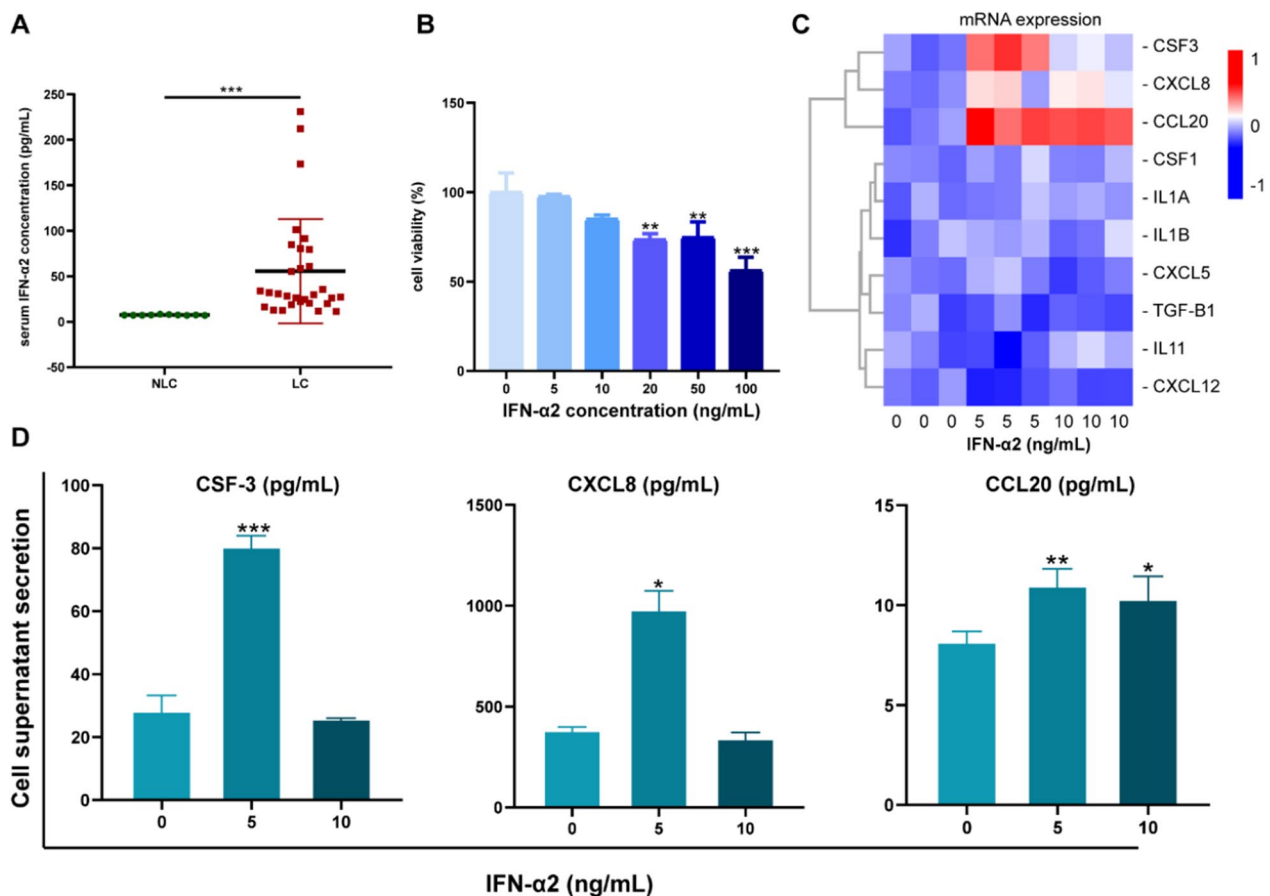 A
***
serum IFN-α2 concentration (pg/mL)
250
200
150
100
50
0
-50
NLC LC
B
cell viability (%)
150
100
50
0
** ** ***
0 5 10 20 50 100
IFN-α2 concentration (ng/mL)
C
mRNA expression
- CSF3
- CXCL8
- CCL20
- CSF1
- IL1A
- IL1B
- CXCL5
- TGF-B1
- IL11
- CXCL12
1
0
-1
0 0 0 5 5 5 10 10 10
IFN-α2 (ng/mL)
D
Cell supernatant secretion
CSF-3 (pg/mL)
100
80
60
40
20
0
***
0 5 10
CXCL8 (pg/mL)
1500
1000
500
0
*
0 5 10
CCL20 (pg/mL)
15
10
5
0
** *
0 5 10
IFN-α2 (ng/mL)